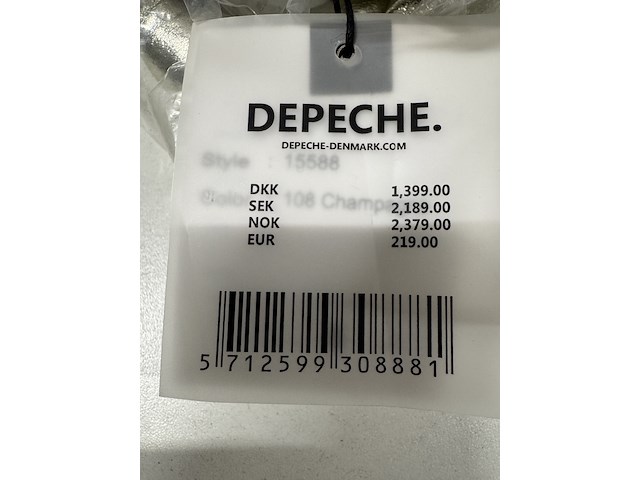 DEPECHE.
DEPECHE-DENMARK.COM
Style : 15588
108 Champa
DKK 1,399.00
SEK 2,189.00
NOK 2,379.00
EUR 219.00
5 712599 308881